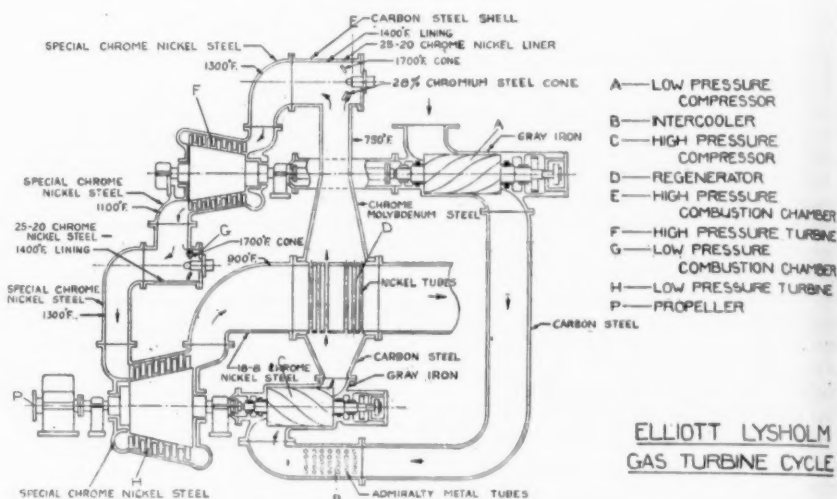 E
CARBON STEEL SHELL
1400°F. LINING
25-20 CHROME NICKEL LINER
1700°F. CONE
28% CHROMIUM STEEL CONE
SPECIAL CHROME NICKEL STEEL
1300°F.
F
750°F.
A
GRAY IRON
SPECIAL CHROME
NICKEL STEEL
1100°F.
CHROME
MOLYBDENUM STEEL
25-20 CHROME
NICKEL STEEL
1400°F. LINING
G
1700°F. CONE
900°F.
D
NICKEL TUBES
SPECIAL CHROME
NICKEL STEEL
1300°F.
CARBON STEEL
18-8 CHROME
NICKEL STEEL
C
CARBON STEEL
GRAY IRON
P
H
SPECIAL CHROME NICKEL STEEL
B
ADMIRALTY METAL TUBES
A — LOW PRESSURE
COMPRESSOR
B — INTERCOOLER
C — HIGH PRESSURE
COMPRESSOR
D — REGENERATOR
E — HIGH PRESSURE
COMBUSTION CHAMBER
F — HIGH PRESSURE TURBINE
G — LOW PRESSURE
COMBUSTION CHAMBER
H — LOW PRESSURE TURBINE
P — PROPELLER
ELLIOTT LYSHOLM
GAS TURBINE CYCLE